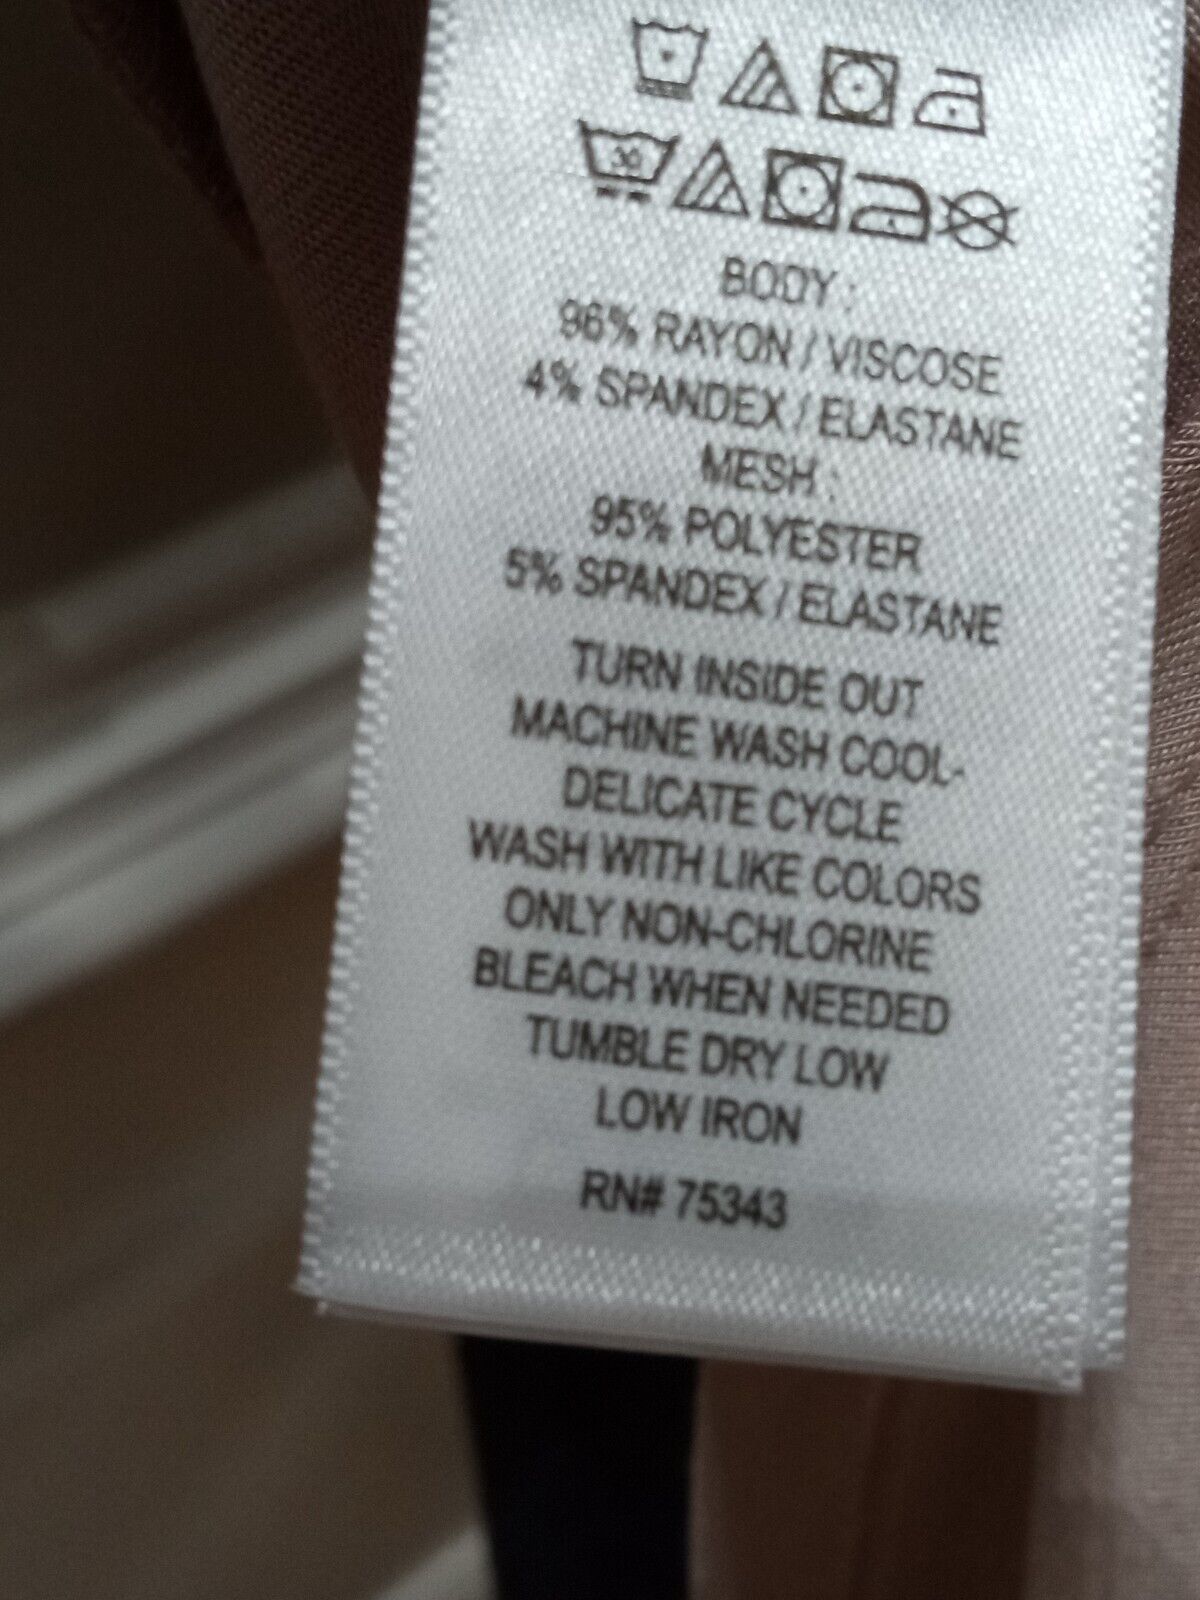 30
BODY :
96% RAYON / VISCOSE
4% SPANDEX / ELASTANE
MESH :
95% POLYESTER
5% SPANDEX / ELASTANE
TURN INSIDE OUT
MACHINE WASH COOL-
DELICATE CYCLE
WASH WITH LIKE COLORS
ONLY NON-CHLORINE
BLEACH WHEN NEEDED
TUMBLE DRY LOW
LOW IRON
RN# 75343